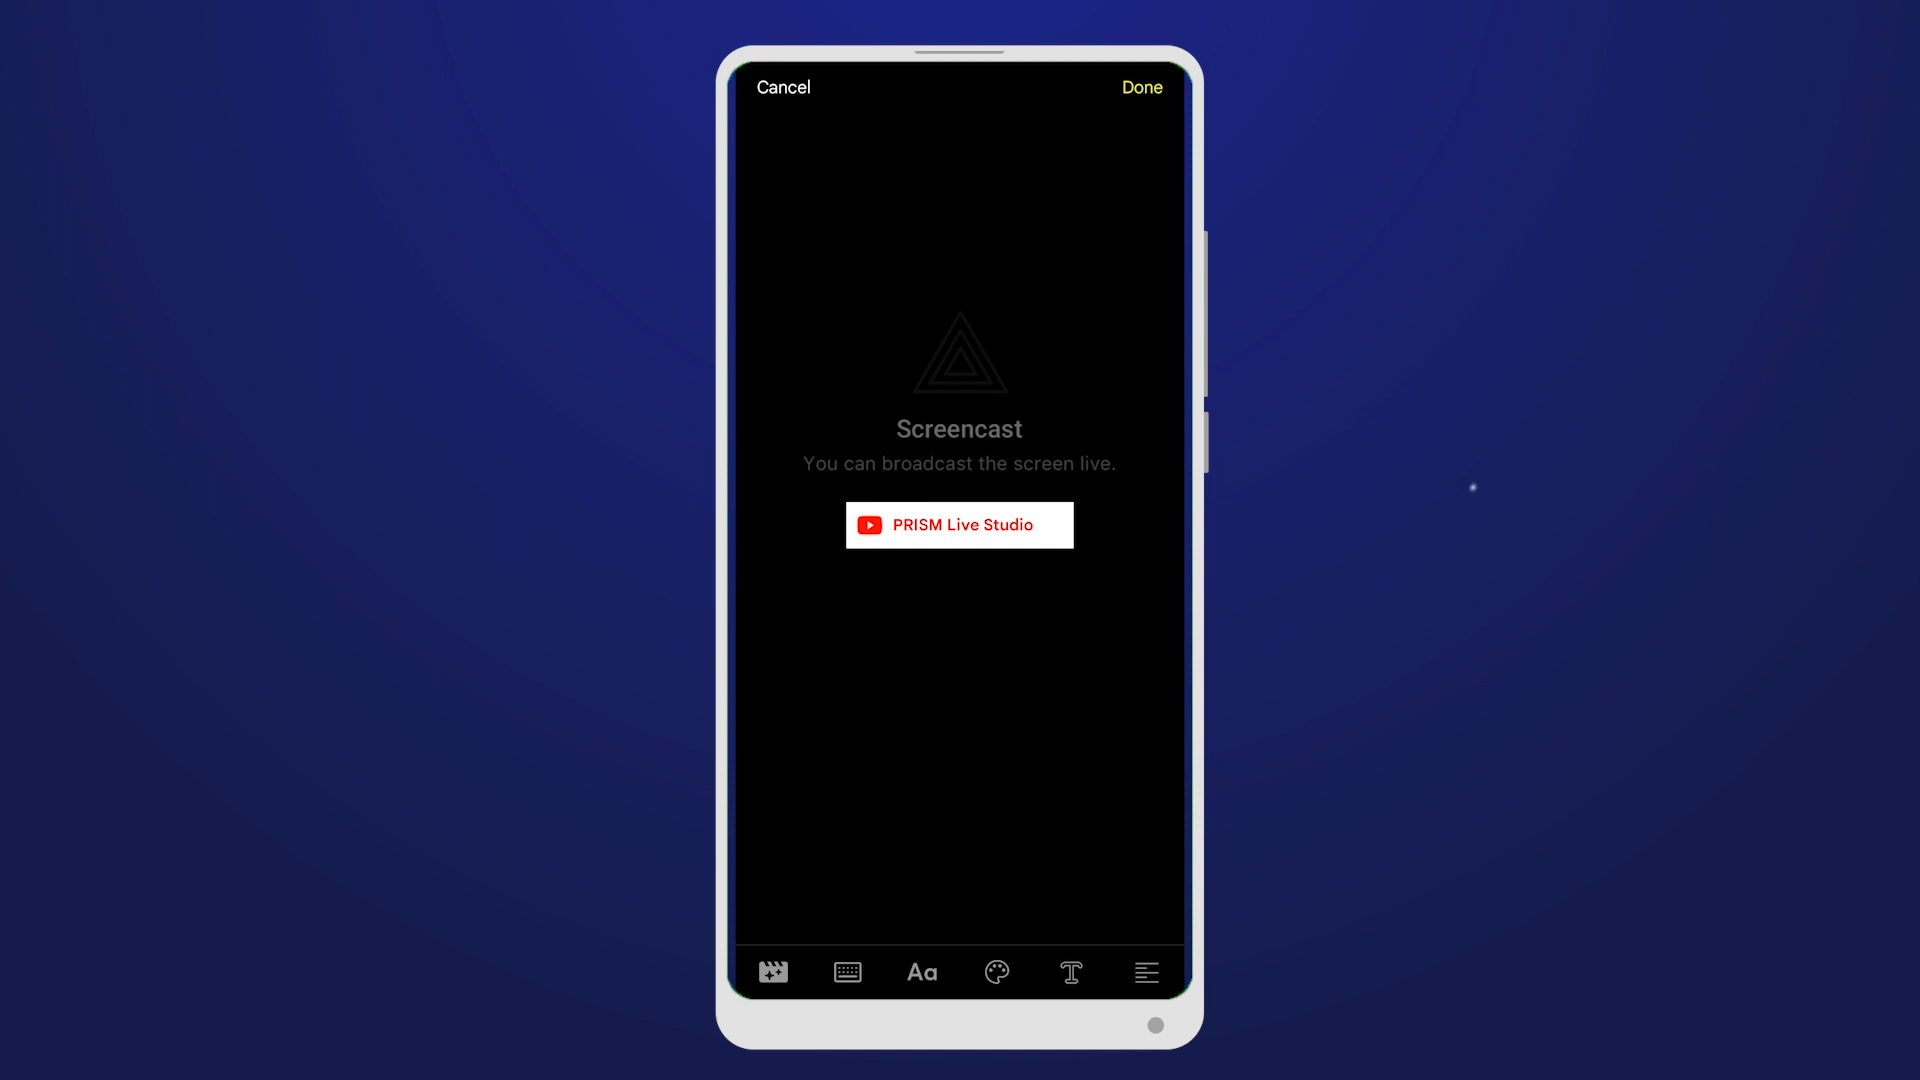 Cancel
Done
Screencast
You can broadcast the screen live.
PRISM Live Studio
Aa